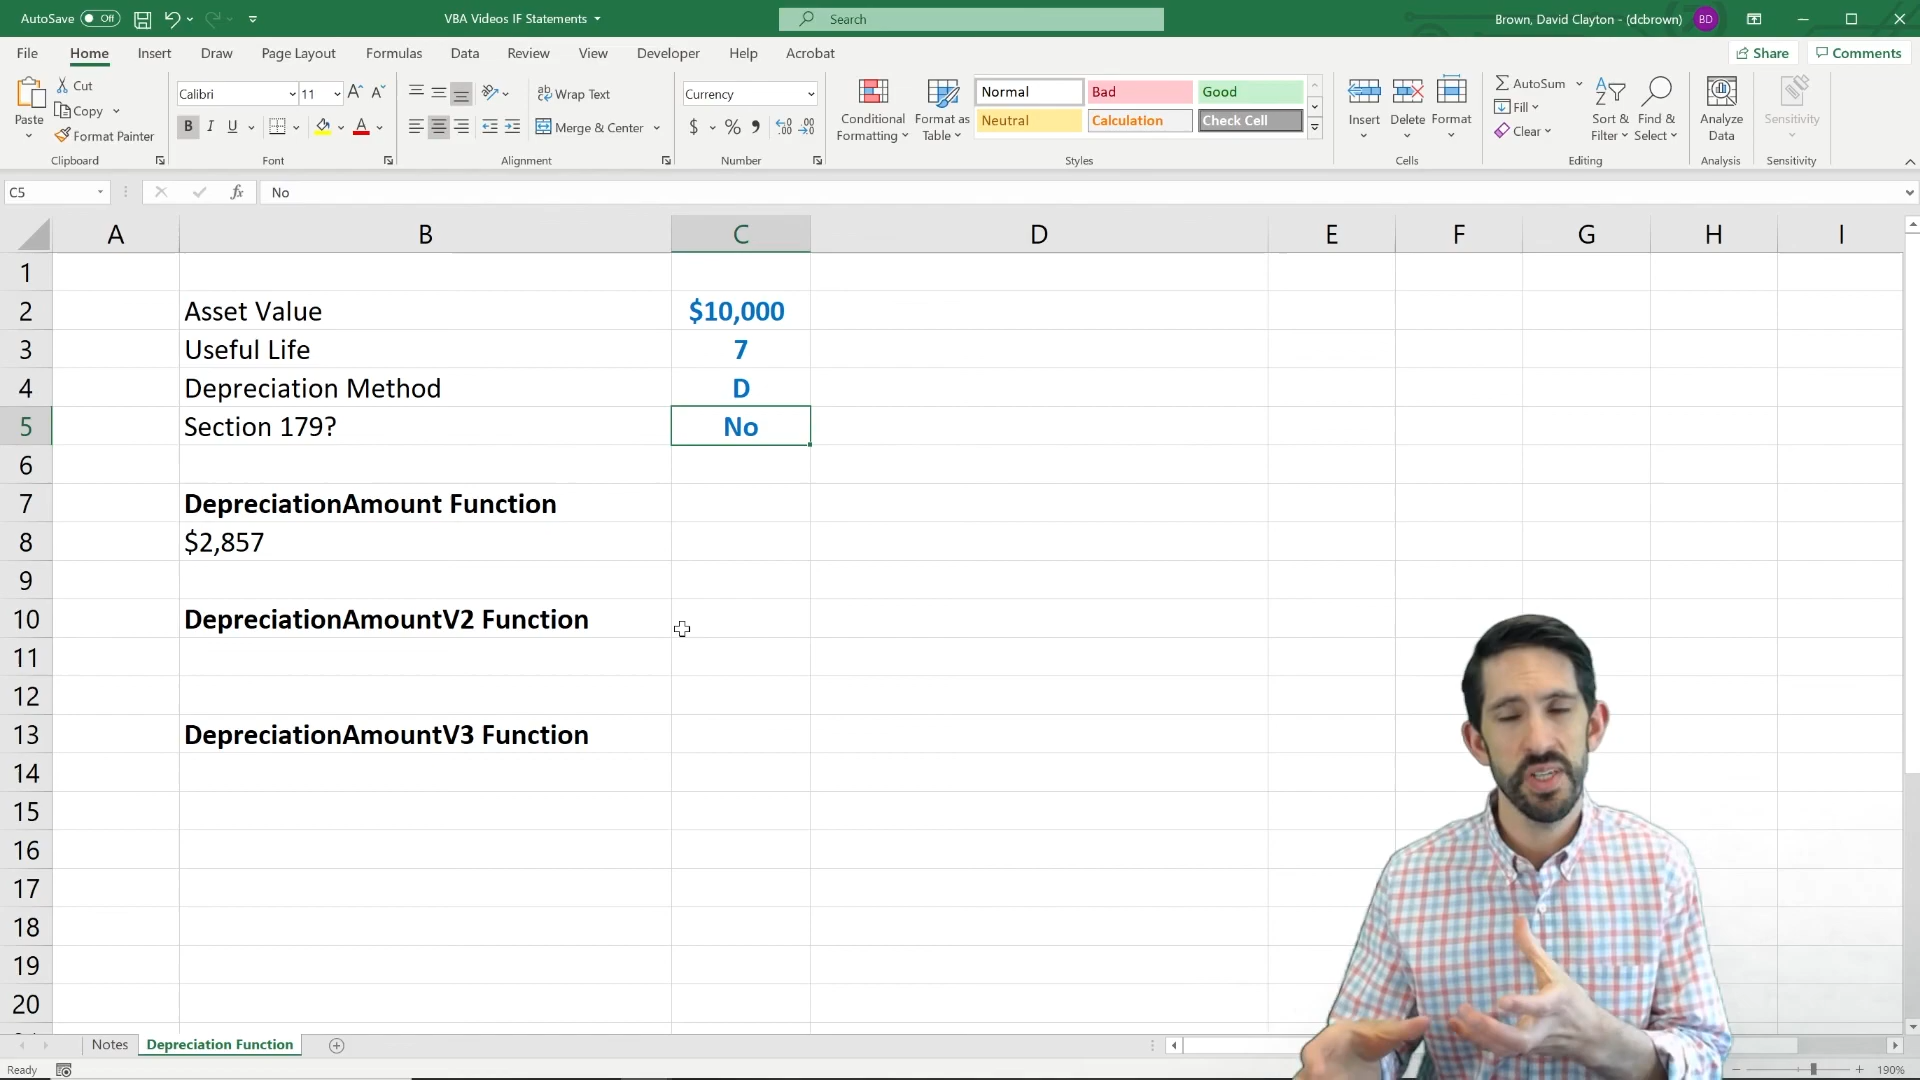 AutoSave Off
VBA Videos IF Statements
Search
Brown, David Clayton - (dcbrown)
BD
File Home Insert Draw Page Layout Formulas Data Review View Developer Help Acrobat
Share
Comments
Paste
Cut
Copy
Format Painter
Clipboard
Calibri
11
B I U
Font
Wrap Text
Merge & Center
Alignment
Currency
$ % 9
Number
Conditional Formatting
Format as Table
Normal Bad Good
Neutral Calculation Check Cell
Styles
Insert Delete Format
Cells
AutoSum
Fill
Clear
Sort & Filter
Find & Select
Editing
Analyze Data
Analysis
Sensitivity
Sensitivity
C5
fx
No
A B C D E F G H I
1
2 Asset Value $10,000
3 Useful Life 7
4 Depreciation Method D
5 Section 179? No
6
7 DepreciationAmount Function
8 $2,857
9
10 DepreciationAmountV2 Function
11
12
13 DepreciationAmountV3 Function
14
15
16
17
18
19
20
Notes Depreciation Function
Ready
190%